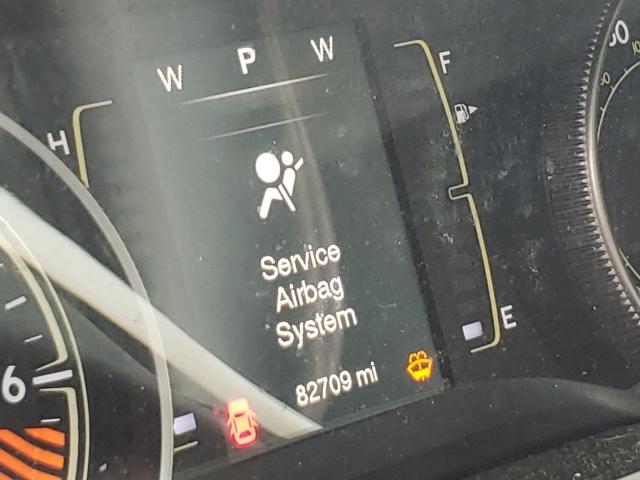 W P W
H
F
Service
Airbag
System
E
82709 mi
6